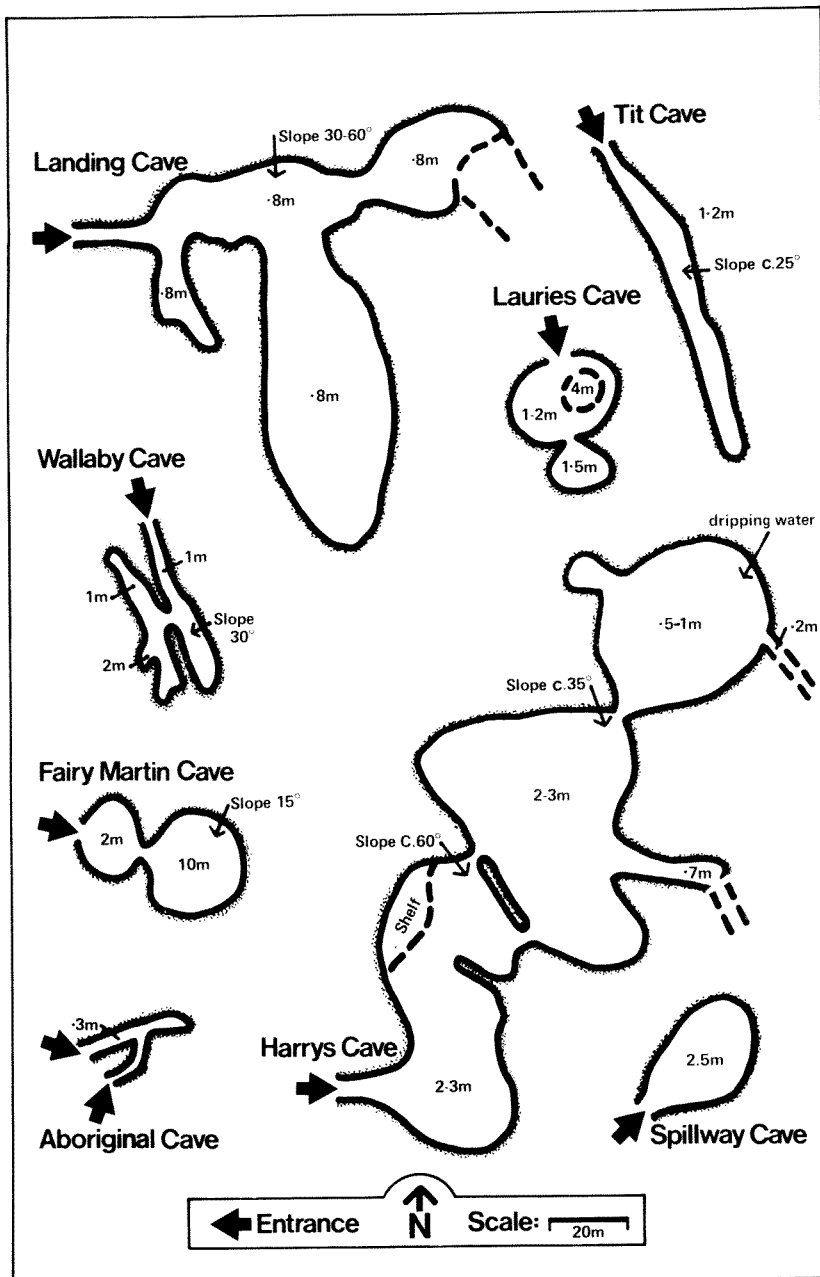 Landing Cave
Slope 30-60°
·8m
·8m
·8m
·8m
Tit Cave
1·2m
Slope c.25°
Lauries Cave
4m
1·2m
1·5m
Wallaby Cave
1m
1m
Slope
30°
2m
dripping water
·5-1m
·2m
Slope c.35°
2-3m
Slope C.60°
·7m
Shelf
Harrys Cave
2-3m
Fairy Martin Cave
Slope 15°
2m
10m
·3m
Aboriginal Cave
2.5m
Spillway Cave
Entrance
N
Scale:
20m